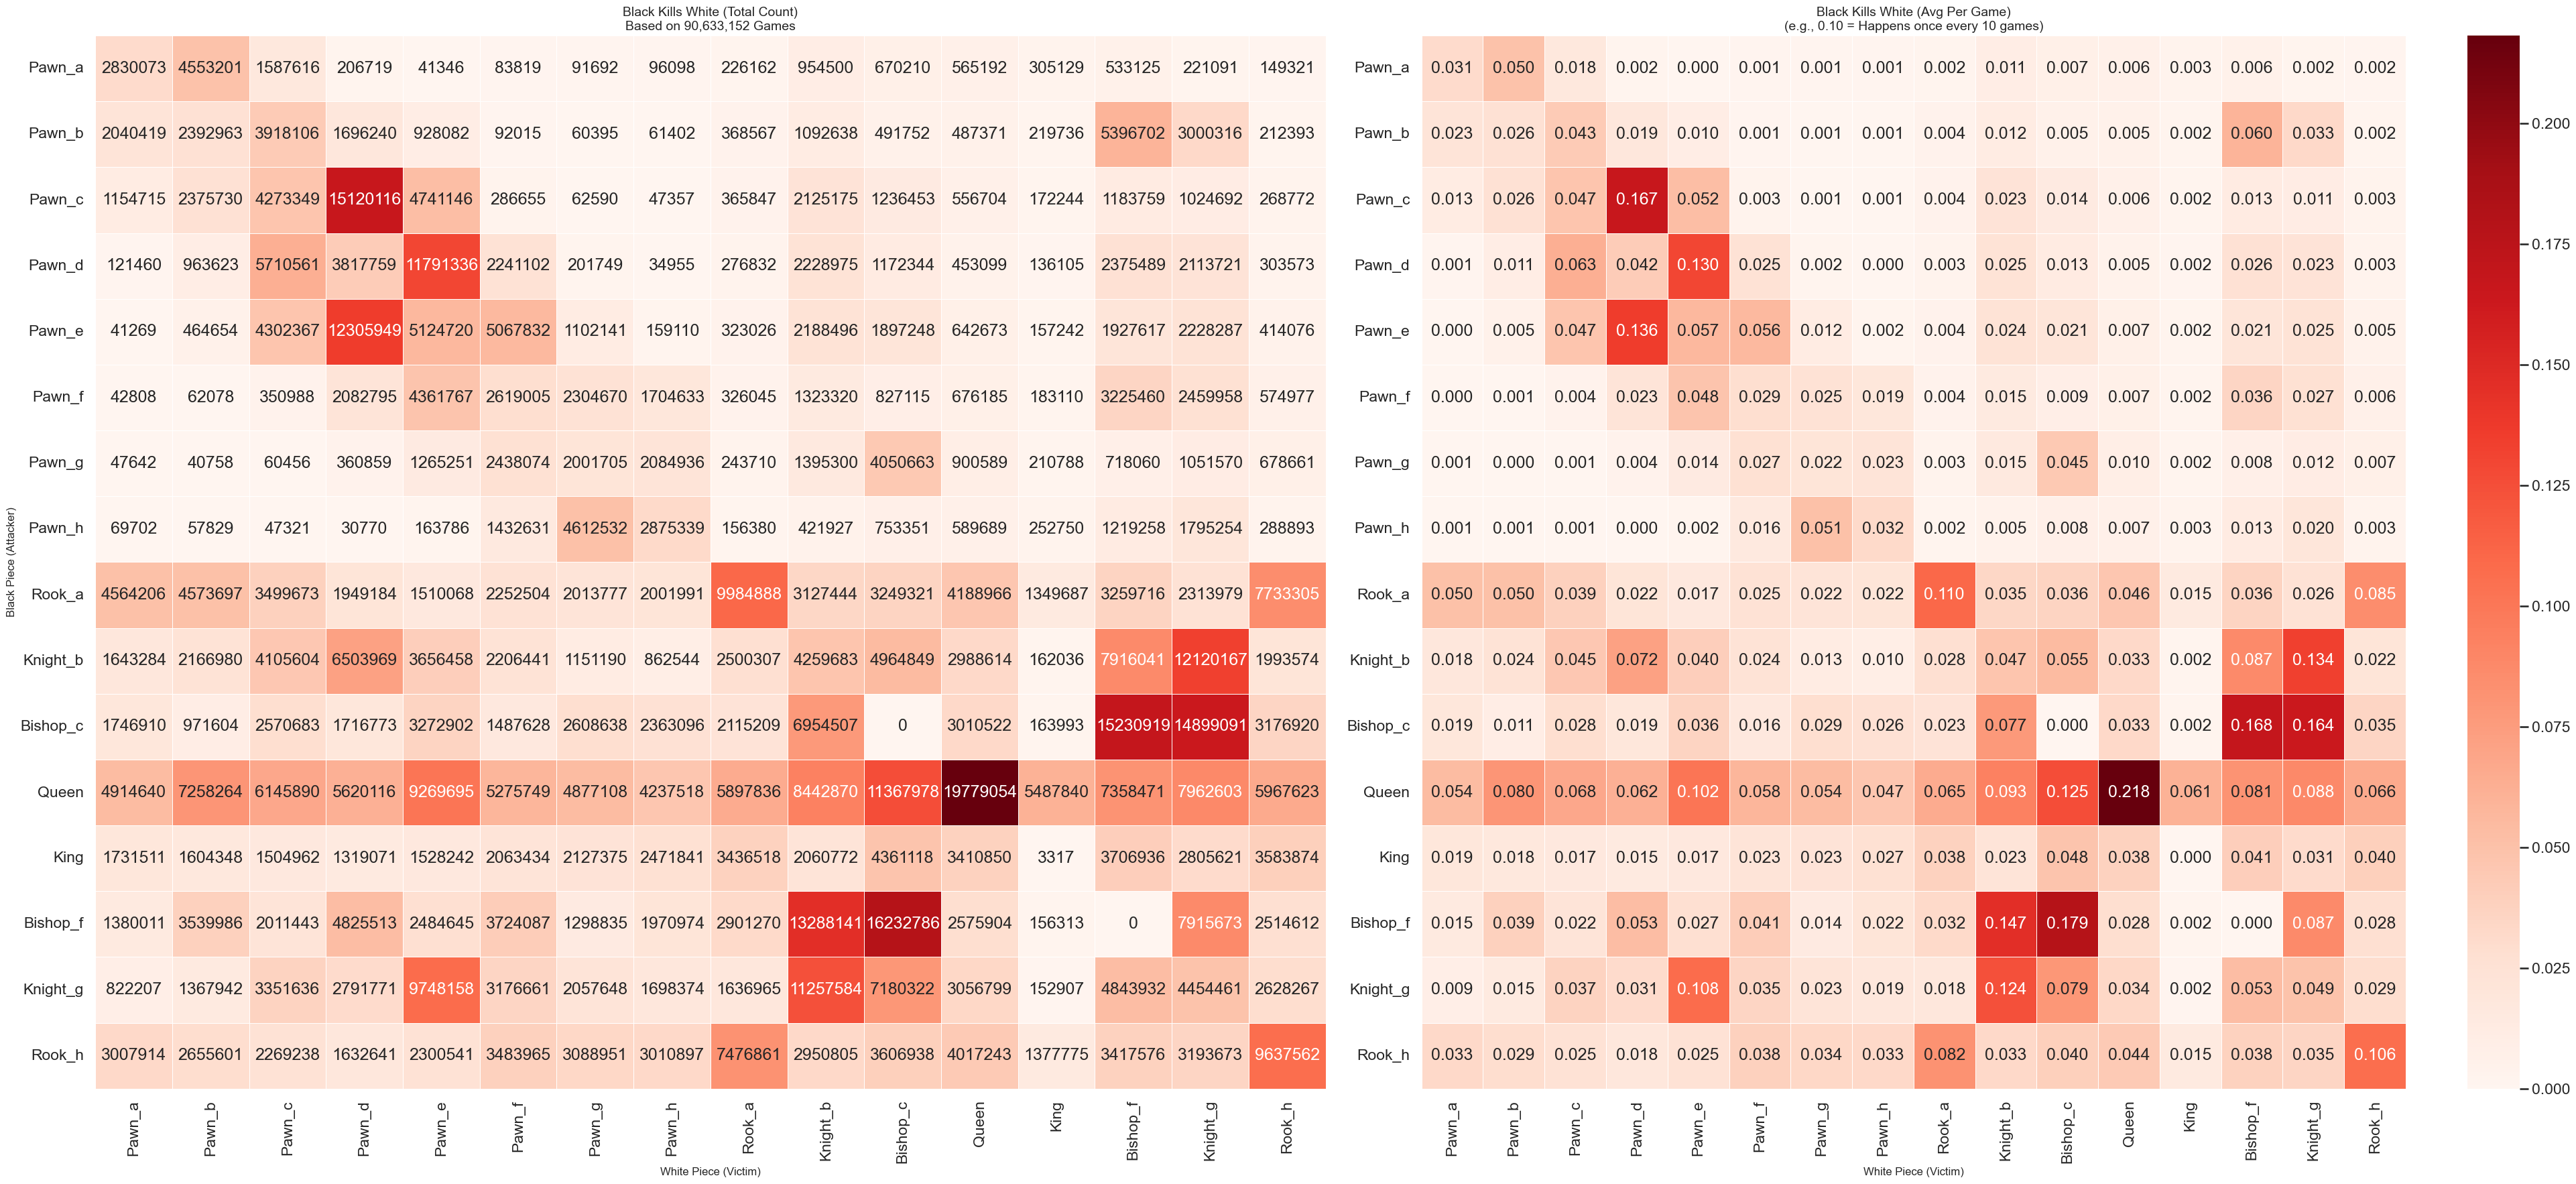 Black Kills White (Total Count)
Based on 90,633,152 Games
Pawn_a 2830073 4553201 1587616 206719 41346 83819 91692 96098 226162 954500 670210 565192 305129 533125 221091 149321
Pawn_b 2040419 2392963 3918106 1696240 928082 92015 60395 61402 368567 1092638 491752 487371 219736 5396702 3000316 212393
Pawn_c 1154715 2375730 4273349 15120116 4741146 286655 62590 47357 365847 2125175 1236453 556704 172244 1183759 1024692 268772
Pawn_d 121460 963623 5710561 3817759 11791336 2241102 201749 34955 276832 2228975 1172344 453099 136105 2375489 2113721 303573
Pawn_e 41269 464654 4302367 12305949 5124720 5067832 1102141 159110 323026 2188496 1897248 642673 157242 1927617 2228287 414076
Pawn_f 42808 62078 350988 2082795 4361767 2619005 2304670 1704633 326045 1323320 827115 676185 183110 3225460 2459958 574977
Pawn_g 47642 40758 60456 360859 1265251 2438074 2001705 2084936 243710 1395300 4050663 900589 210788 718060 1051570 678661
Pawn_h 69702 57829 47321 30770 163786 1432631 4612532 2875339 156380 421927 753351 589689 252750 1219258 1795254 288893
Rook_a 4564206 4573697 3499673 1949184 1510068 2252504 2013777 2001991 9984888 3127444 3249321 4188966 1349687 3259716 2313979 7733305
Knight_b 1643284 2166980 4105604 6503969 3656458 2206441 1151190 862544 2500307 4259683 4964849 2988614 162036 7916041 12120167 1993574
Bishop_c 1746910 971604 2570683 1716773 3272902 1487628 2608638 2363096 2115209 6954507 0 3010522 163993 15230919 14899091 3176920
Queen 4914640 7258264 6145890 5620116 9269695 5275749 4877108 4237518 5897836 8442870 11367978 19779054 5487840 7358471 7962603 5967623
King 1731511 1604348 1504962 1319071 1528242 2063434 2127375 2471841 3436518 2060772 4361118 3410850 3317 3706936 2805621 3583874
Bishop_f 1380011 3539986 2011443 4825513 2484645 3724087 1298835 1970974 2901270 13288141 16232786 2575904 156313 0 7915673 2514612
Knight_g 822207 1367942 3351636 2791771 9748158 3176661 2057648 1698374 1636965 11257584 7180322 3056799 152907 4843932 4454461 2628267
Rook_h 3007914 2655601 2269238 1632641 2300541 3483965 3088951 3010897 7476861 2950805 3606938 4017243 1377775 3417576 3193673 9637562
Pawn_a Pawn_b Pawn_c Pawn_d Pawn_e Pawn_f Pawn_g Pawn_h Rook_a Knight_b Bishop_c Queen King Bishop_f Knight_g Rook_h
White Piece (Victim)
Black Piece (Attacker)
Black Kills White (Avg Per Game)
(e.g., 0.10 = Happens once every 10 games)
Pawn_a 0.031 0.050 0.018 0.002 0.000 0.001 0.001 0.001 0.002 0.011 0.007 0.006 0.003 0.006 0.002 0.002
Pawn_b 0.023 0.026 0.043 0.019 0.010 0.001 0.001 0.001 0.004 0.012 0.005 0.005 0.002 0.060 0.033 0.002
Pawn_c 0.013 0.026 0.047 0.167 0.052 0.003 0.001 0.001 0.004 0.023 0.014 0.006 0.002 0.013 0.011 0.003
Pawn_d 0.001 0.011 0.063 0.042 0.130 0.025 0.002 0.000 0.003 0.025 0.013 0.005 0.002 0.026 0.023 0.003
Pawn_e 0.000 0.005 0.047 0.136 0.057 0.056 0.012 0.002 0.004 0.024 0.021 0.007 0.002 0.021 0.025 0.005
Pawn_f 0.000 0.001 0.004 0.023 0.048 0.029 0.025 0.019 0.004 0.015 0.009 0.007 0.002 0.036 0.027 0.006
Pawn_g 0.001 0.000 0.001 0.004 0.014 0.027 0.022 0.023 0.003 0.015 0.045 0.010 0.002 0.008 0.012 0.007
Pawn_h 0.001 0.001 0.001 0.000 0.002 0.016 0.051 0.032 0.002 0.005 0.008 0.007 0.003 0.013 0.020 0.003
Rook_a 0.050 0.050 0.039 0.022 0.017 0.025 0.022 0.022 0.110 0.035 0.036 0.046 0.015 0.036 0.026 0.085
Knight_b 0.018 0.024 0.045 0.072 0.040 0.024 0.013 0.010 0.028 0.047 0.055 0.033 0.002 0.087 0.134 0.022
Bishop_c 0.019 0.011 0.028 0.019 0.036 0.016 0.029 0.026 0.023 0.077 0.000 0.033 0.002 0.168 0.164 0.035
Queen 0.054 0.080 0.068 0.062 0.102 0.058 0.054 0.047 0.065 0.093 0.125 0.218 0.061 0.081 0.088 0.066
King 0.019 0.018 0.017 0.015 0.017 0.023 0.023 0.027 0.038 0.023 0.048 0.038 0.000 0.041 0.031 0.040
Bishop_f 0.015 0.039 0.022 0.053 0.027 0.041 0.014 0.022 0.032 0.147 0.179 0.028 0.002 0.000 0.087 0.028
Knight_g 0.009 0.015 0.037 0.031 0.108 0.035 0.023 0.019 0.018 0.124 0.079 0.034 0.002 0.053 0.049 0.029
Rook_h 0.033 0.029 0.025 0.018 0.025 0.038 0.034 0.033 0.082 0.033 0.040 0.044 0.015 0.038 0.035 0.106
Pawn_a Pawn_b Pawn_c Pawn_d Pawn_e Pawn_f Pawn_g Pawn_h Rook_a Knight_b Bishop_c Queen King Bishop_f Knight_g Rook_h
White Piece (Victim)
0.200
0.175
0.150
0.125
0.100
0.075
0.050
0.025
0.000